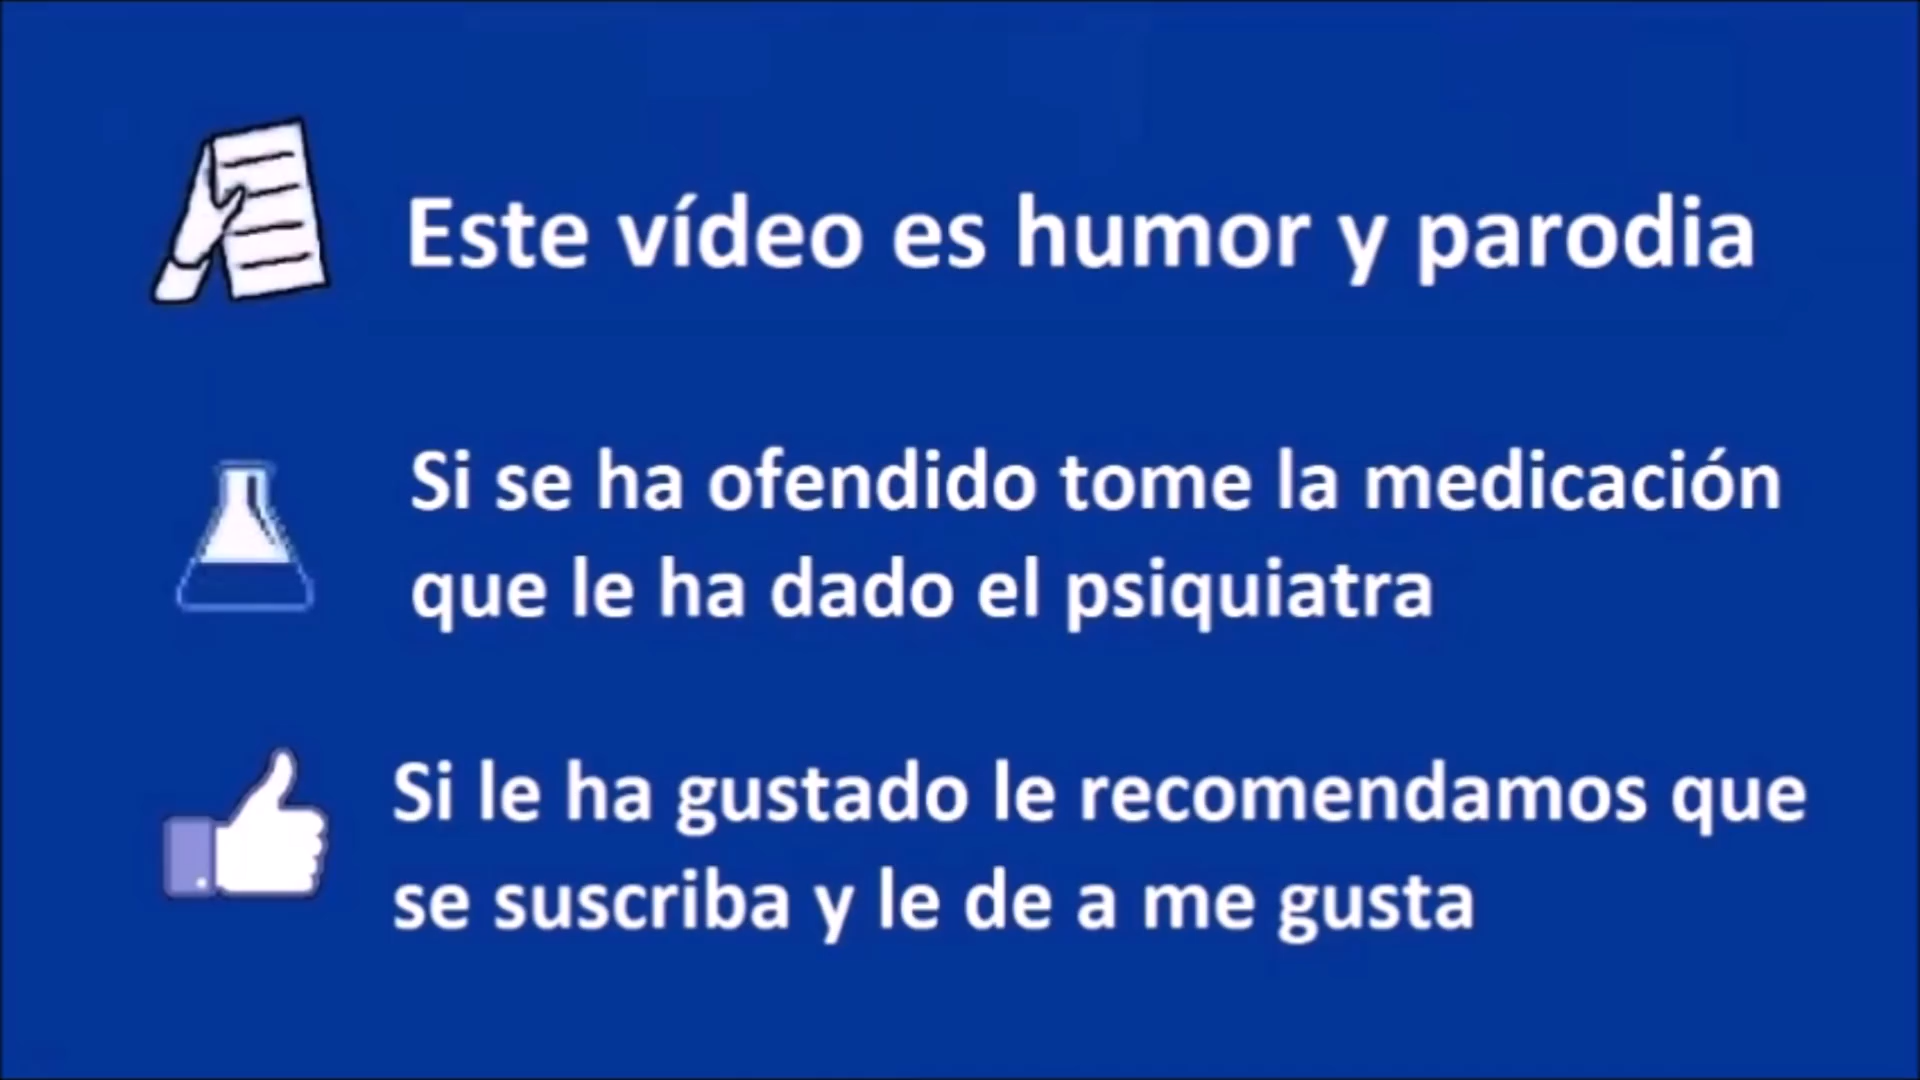 Este vídeo es humor y parodia
Si se ha ofendido tome la medicación
que le ha dado el psiquiatra
Si le ha gustado le recomendamos que
se suscriba y le de a me gusta